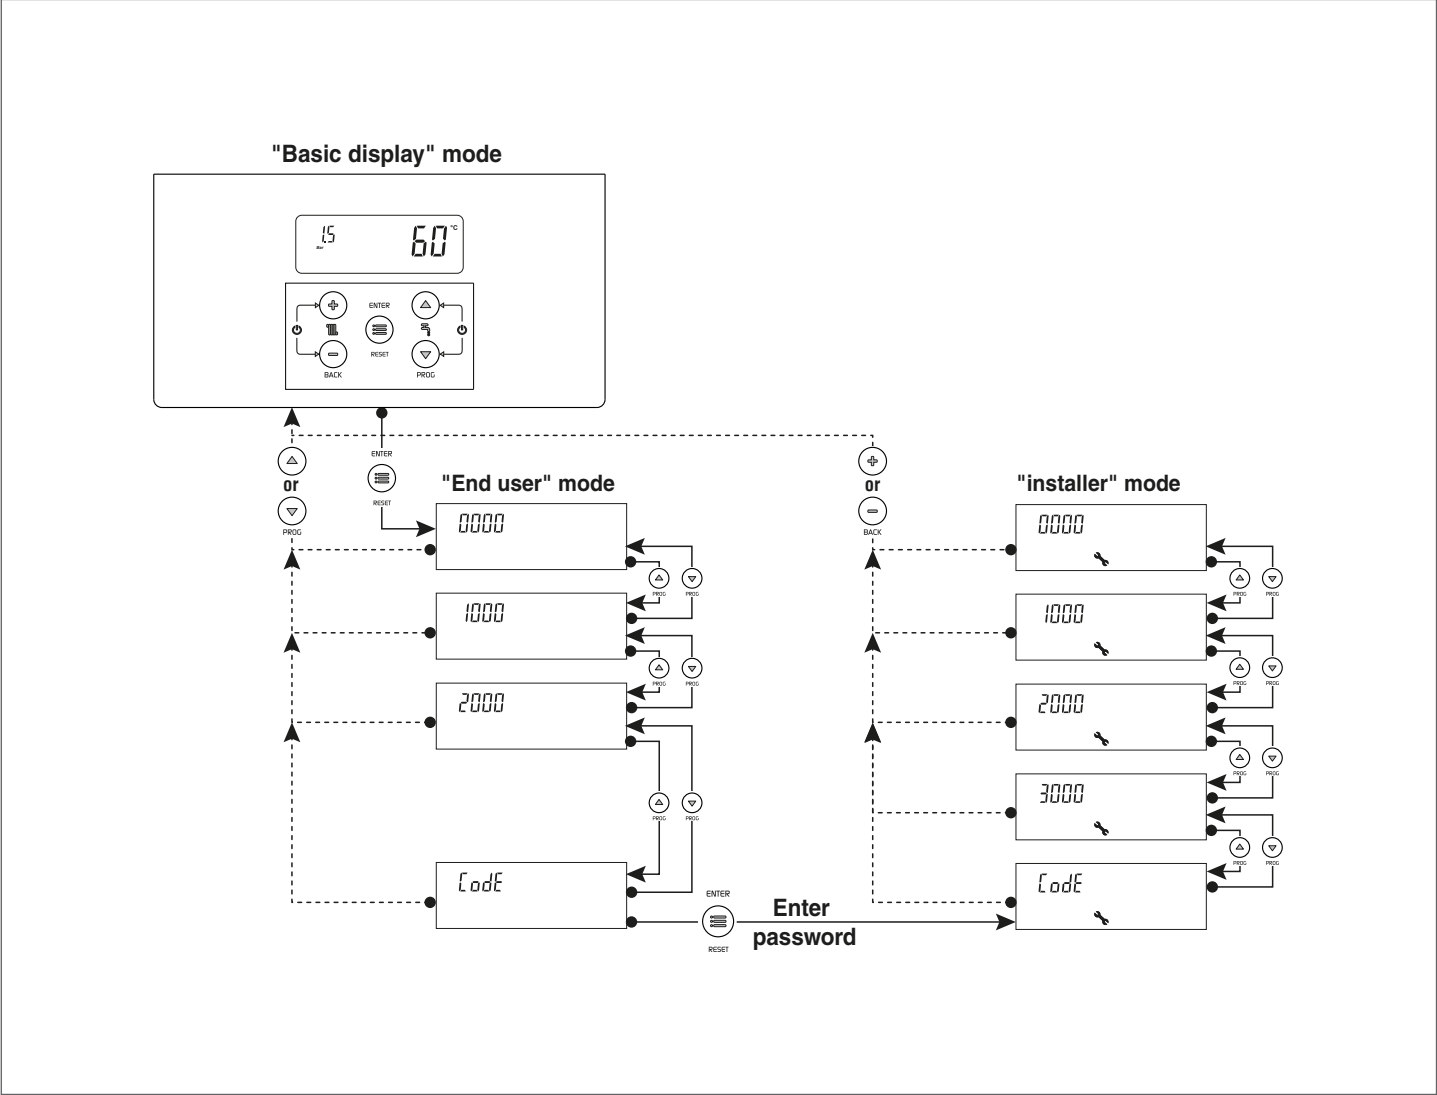 "Basic display" mode
1.5
Bar
60 °C
ENTER
RESET
BACK
PROG
ENTER
RESET
or
PROG
or
BACK
"End user" mode
0000
PROG
PROG
1000
PROG
PROG
2000
PROG
PROG
CodE
ENTER
RESET
Enter
password
"installer" mode
0000
PROG
PROG
1000
PROG
PROG
2000
PROG
PROG
3000
PROG
PROG
CodE